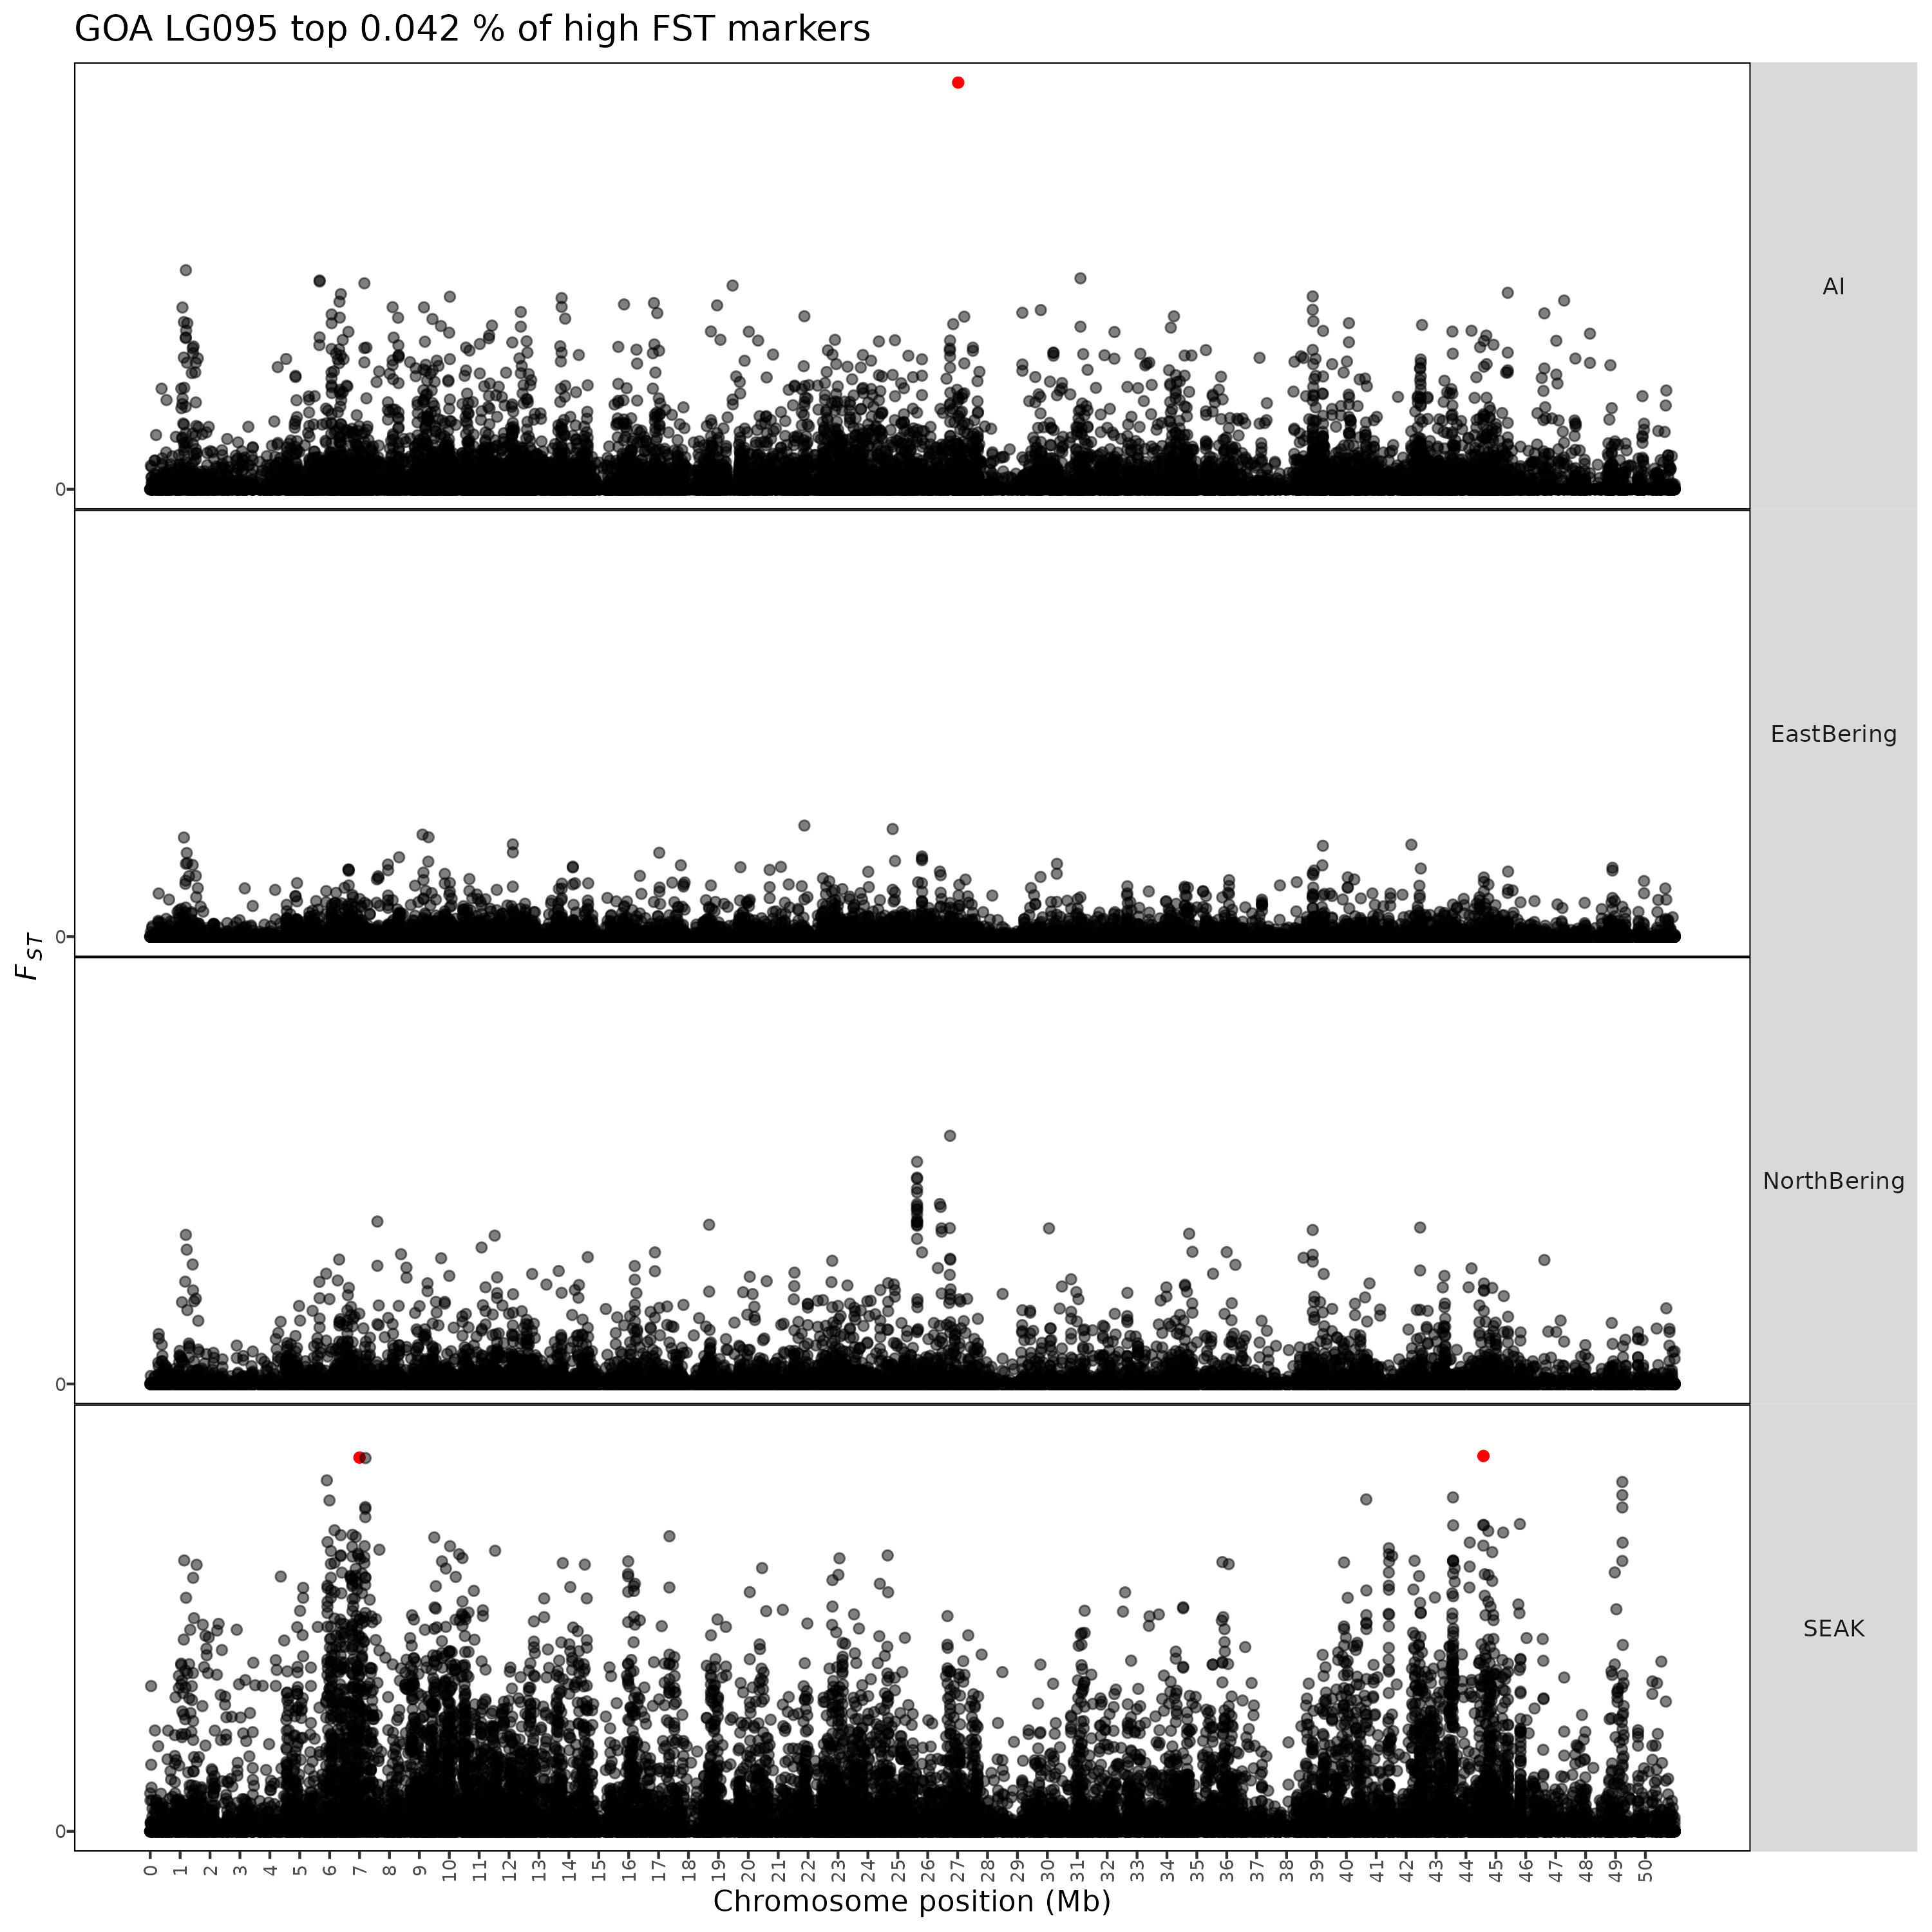 GOA LG095 top 0.042 % of high FST markers
0
AI
0
EastBering
FST
0
NorthBering
0
SEAK
0 1 2 3 4 5 6 7 8 9 10 11 12 13 14 15 16 17 18 19 20 21 22 23 24 25 26 27 28 29 30 31 32 33 34 35 36 37 38 39 40 41 42 43 44 45 46 47 48 49 50
Chromosome position (Mb)